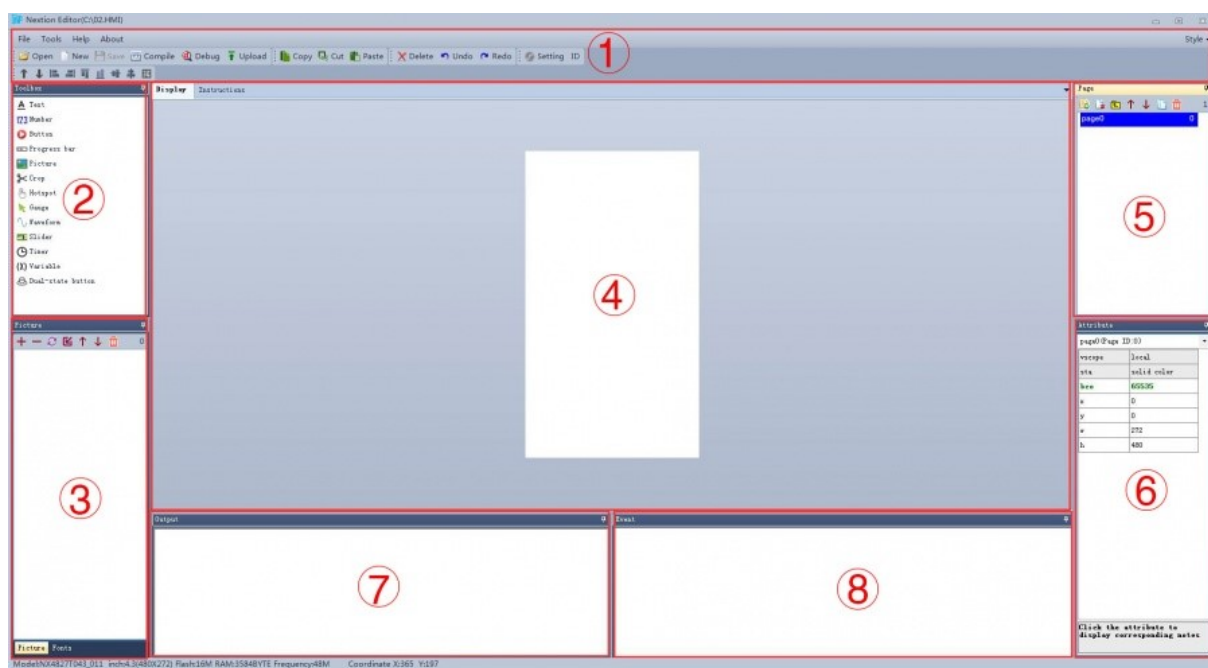 Nextion Editor(C:\02.HMI)
File Tools Help About
Style
Open New Save Compile Debug Upload Copy Cut Paste Delete Undo Redo Setting ID
1
Toolbox
Display Instructions
Page
A Text
123 Number
Button
Progress bar
Picture
Crop
Hotspot
Gauge
Waveform
Slider
Timer
(X) Variable
Dual-state button
2
1
page0 0
5
4
Picture
0
3
Picture Fonts
Attribute
page0(Page ID:0)
vscope local
sta solid color
bco 65535
x 0
y 0
w 272
h 480
6
Click the attribute to
display corresponding notes
Output
7
Event
8
Model:NX4827T043_011 inch:4.3(480X272) Flash:16M RAM:3584BYTE Frequency:48M Coordinate X:365 Y:197